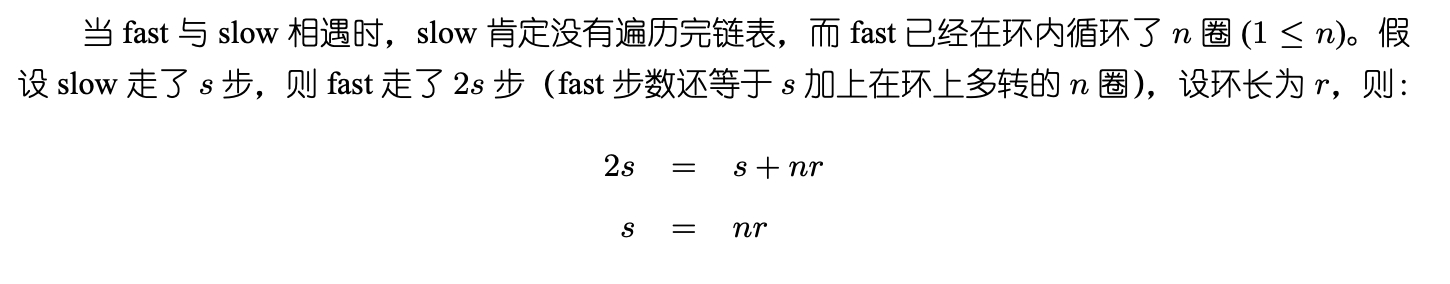 当 fast 与 slow 相遇时，slow 肯定没有遍历完链表，而 fast 已经在环内循环了 n 圈 (1 ≤ n)。假
设 slow 走了 s 步，则 fast 走了 2s 步（fast 步数还等于 s 加上在环上多转的 n 圈），设环长为 r，则：
2s = s + nr
s = nr